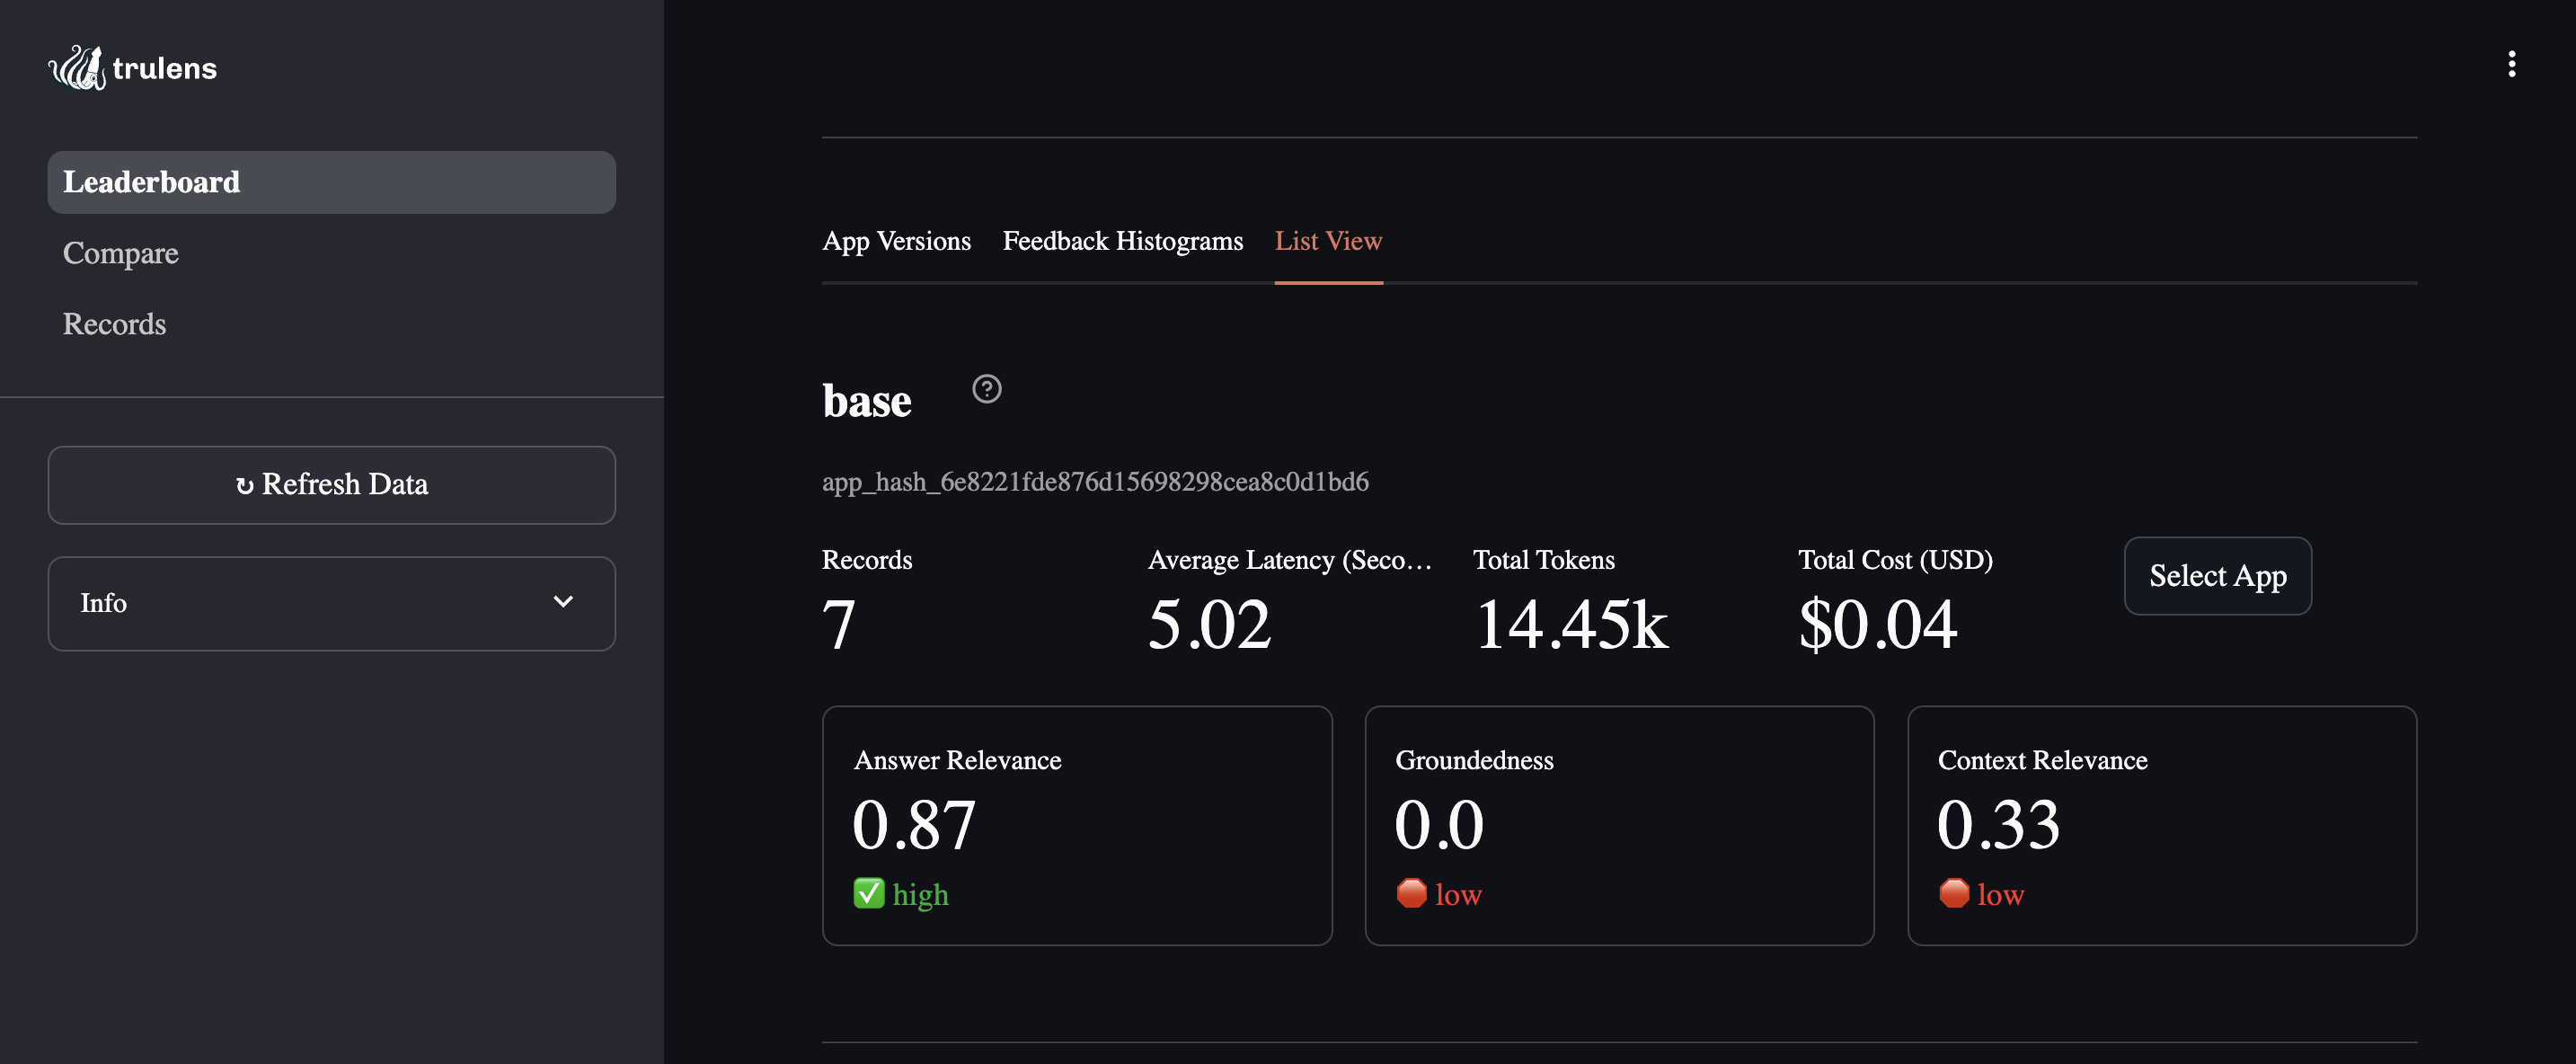 trulens
Leaderboard
Compare
Records
↻ Refresh Data
Info
App Versions
Feedback Histograms
List View
base
app_hash_6e8221fde876d15698298cea8c0d1bd6
Records
7
Average Latency (Seco…
5.02
Total Tokens
14.45k
Total Cost (USD)
$0.04
Select App
Answer Relevance
0.87
✅ high
Groundedness
0.0
🛑 low
Context Relevance
0.33
🛑 low